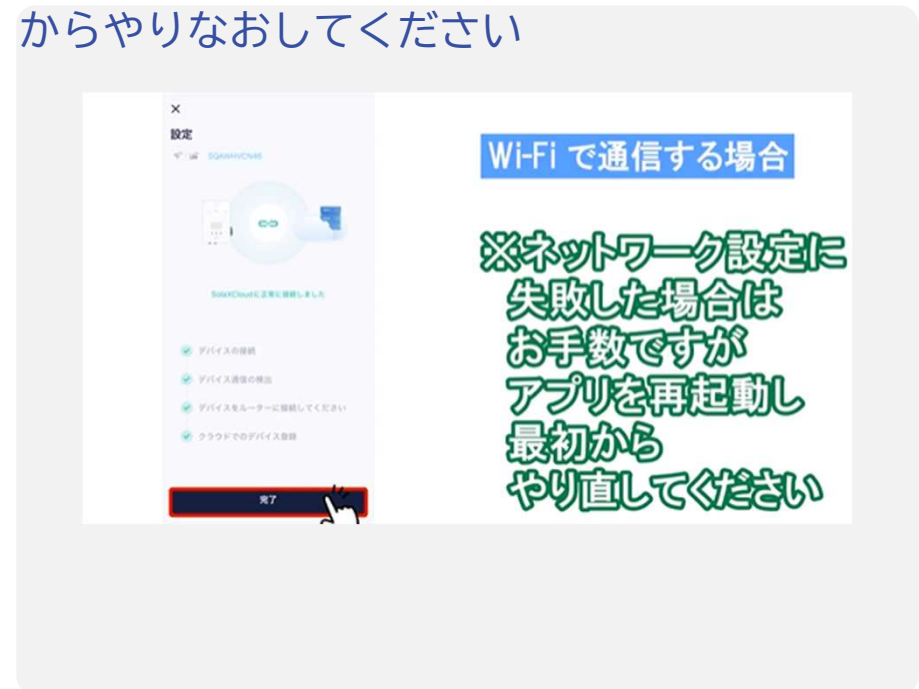 からやりなおしてください
×
設定
Wi-Fi で通信する場合
SolaXCloudに正常に接続しました
デバイスの接続
デバイス通信の検出
デバイスをルーターに接続してください
クラウドでのデバイス登録
完了
※ネットワーク設定に
失敗した場合は
お手数ですが
アプリを再起動し
最初から
やり直してください